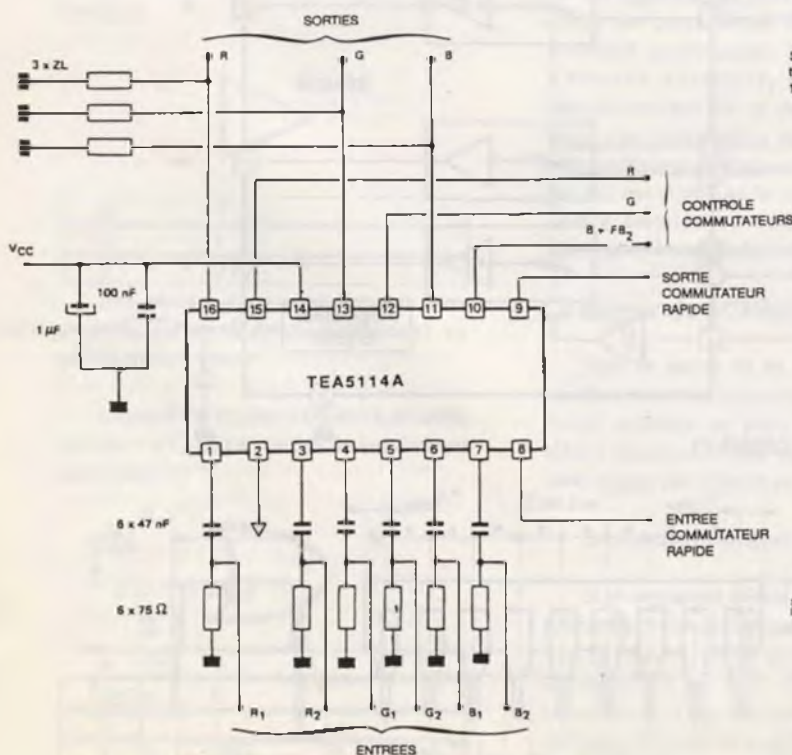 SORTIES
R G B
3 x ZL
R
G
B + FB2
CONTROLE
COMMUTATEURS
VCC
100 nF
1 µF
SORTIE
COMMUTATEUR
RAPIDE
16 15 14 13 12 11 10 9
TEA5114A
1 2 3 4 5 6 7 8
6 x 47 nF
ENTREE
COMMUTATEUR
RAPIDE
6 x 75 Ω
R1 R2 G1 G2 B1 B2
ENTREES